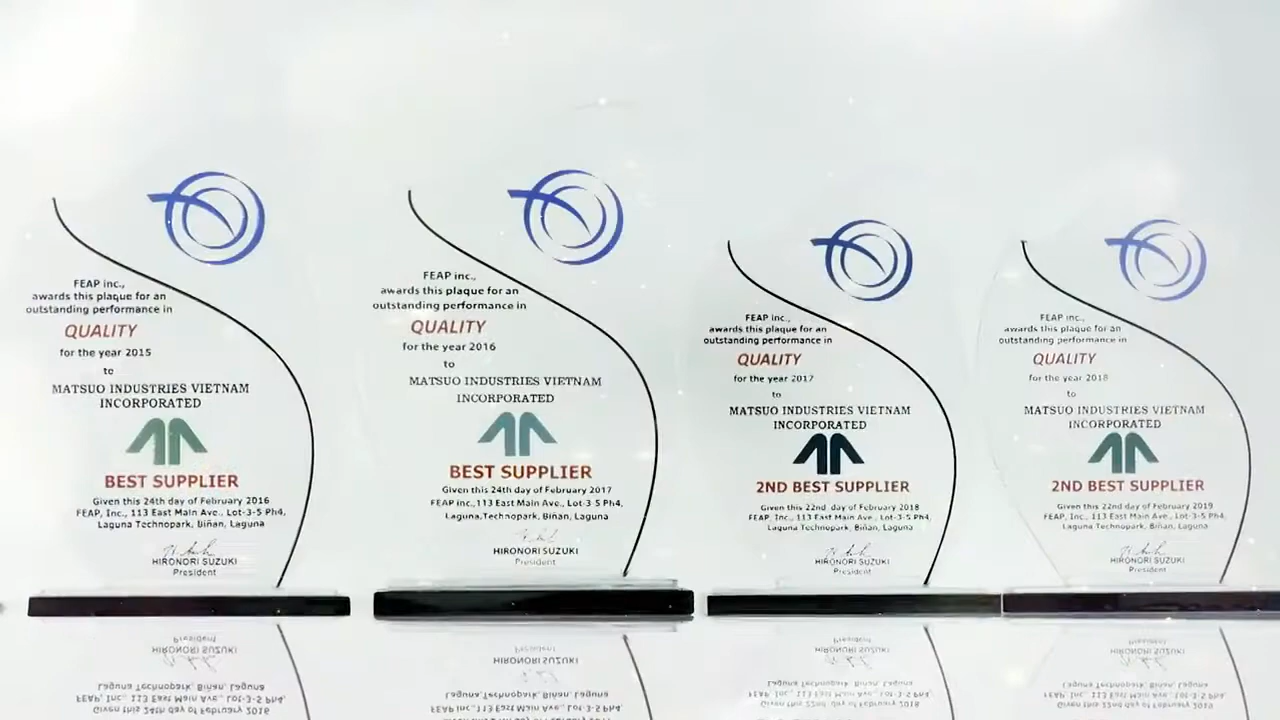 FEAP inc.,
awards this plaque for an
outstanding performance in
QUALITY
for the year 2015
to
MATSUO INDUSTRIES VIETNAM
INCORPORATED
BEST SUPPLIER
Given this 24th day of February 2016
FEAP, Inc., 113 East Main Ave., Lot-3-5 Ph4,
Laguna Technopark, Biñan, Laguna
HIRONORI SUZUKI
President
FEAP inc.,
awards this plaque for an
outstanding performance in
QUALITY
for the year 2016
to
MATSUO INDUSTRIES VIETNAM
INCORPORATED
BEST SUPPLIER
Given this 24th day of February 2017
FEAP inc.,113 East Main Ave., Lot-3-5 Ph4,
Laguna,Technopark, Biñan, Laguna
HIRONORI SUZUKI
President
FEAP inc.,
awards this plaque for an
outstanding performance in
QUALITY
for the year 2017
to
MATSUO INDUSTRIES VIETNAM
INCORPORATED
2ND BEST SUPPLIER
Given this 22nd day of February 2018
FEAP, Inc., 113 East Main Ave., Lot-3-5 Ph4,
Laguna Technopark, Biñan, Laguna
HIRONORI SUZUKI
President
FEAP inc.,
awards this plaque for an
outstanding performance in
QUALITY
for the year 2018
to
MATSUO INDUSTRIES VIETNAM
INCORPORATED
2ND BEST SUPPLIER
Given this 22nd day of February 2019
FEAP, Inc., 113 East Main Ave., Lot-3-5 Ph4,
Laguna Technopark, Biñan, Laguna
HIRONORI SUZUKI
President